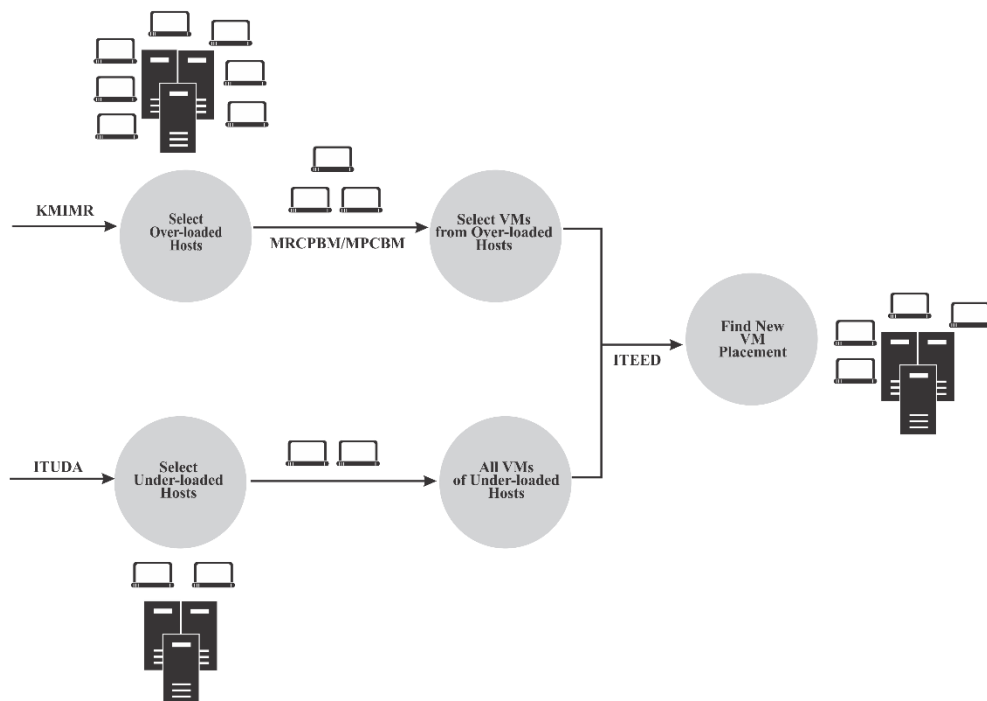 KMIMR
Select
Over-loaded
Hosts
MRCPBM/MPCBM
Select VMs
from Over-loaded
Hosts
ITEED
Find New
VM
Placement
ITUDA
Select
Under-loaded
Hosts
All VMs
of Under-loaded
Hosts